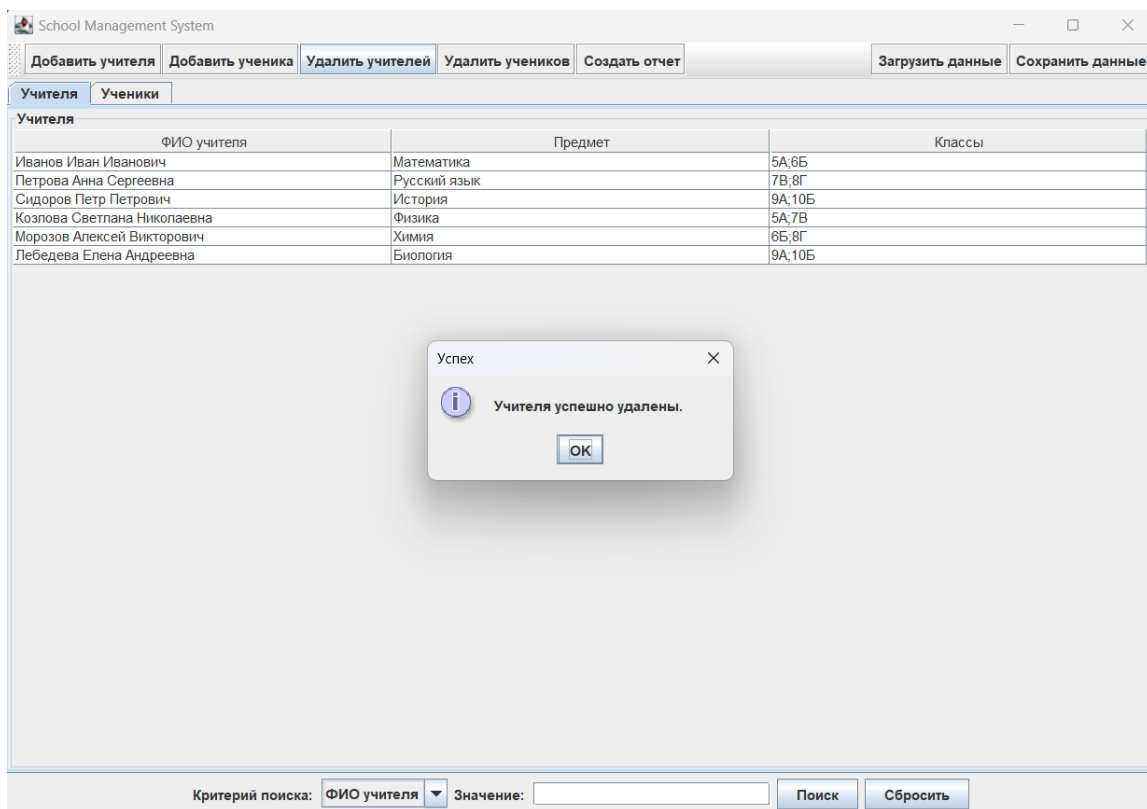 School Management System
Добавить учителя Добавить ученика Удалить учителей Удалить учеников Создать отчет Загрузить данные Сохранить данные
Учителя Ученики
Учителя
ФИО учителя Предмет Классы
Иванов Иван Иванович Математика 5А;6Б
Петрова Анна Сергеевна Русский язык 7В;8Г
Сидоров Петр Петрович История 9А;10Б
Козлова Светлана Николаевна Физика 5А;7В
Морозов Алексей Викторович Химия 6Б;8Г
Лебедева Елена Андреевна Биология 9А;10Б
Успех
Учителя успешно удалены.
OK
Критерий поиска: ФИО учителя Значение: Поиск Сбросить